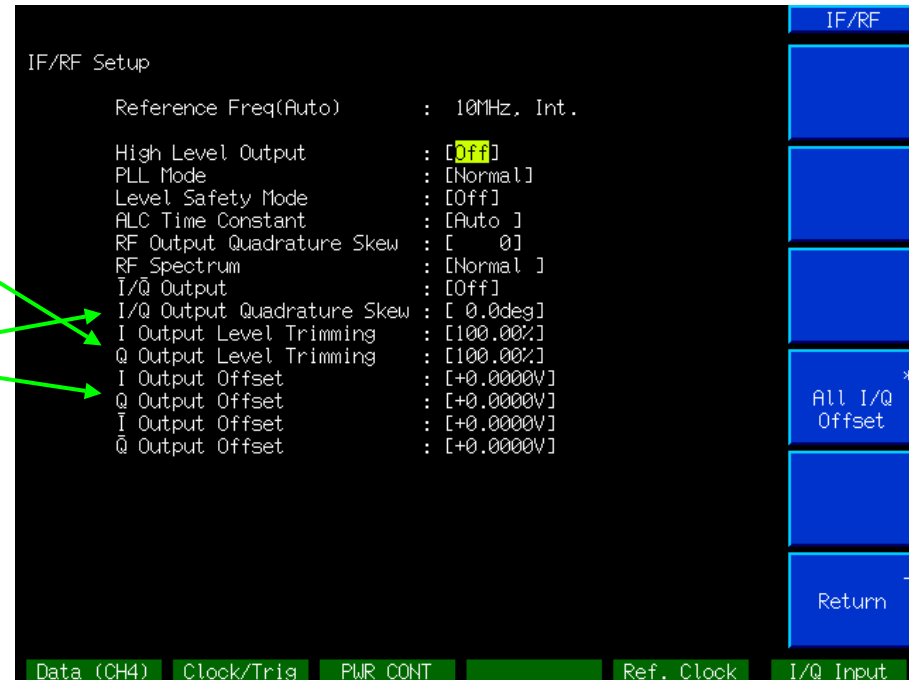 IF/RF
IF/RF Setup
Reference Freq(Auto) : 10MHz, Int.
High Level Output : [Off]
PLL Mode : [Normal]
Level Safety Mode : [Off]
ALC Time Constant : [Auto ]
RF Output Quadrature Skew : [ 0]
RF Spectrum : [Normal ]
Ī/Q̄ Output : [Off]
I/Q Output Quadrature Skew : [ 0.0deg]
I Output Level Trimming : [100.00%]
Q Output Level Trimming : [100.00%]
I Output Offset : [+0.0000V]
Q Output Offset : [+0.0000V]
Ī Output Offset : [+0.0000V]
Q̄ Output Offset : [+0.0000V]
*
All I/Q
Offset
Return
Data (CH4) Clock/Trig PWR CONT Ref. Clock I/Q Input